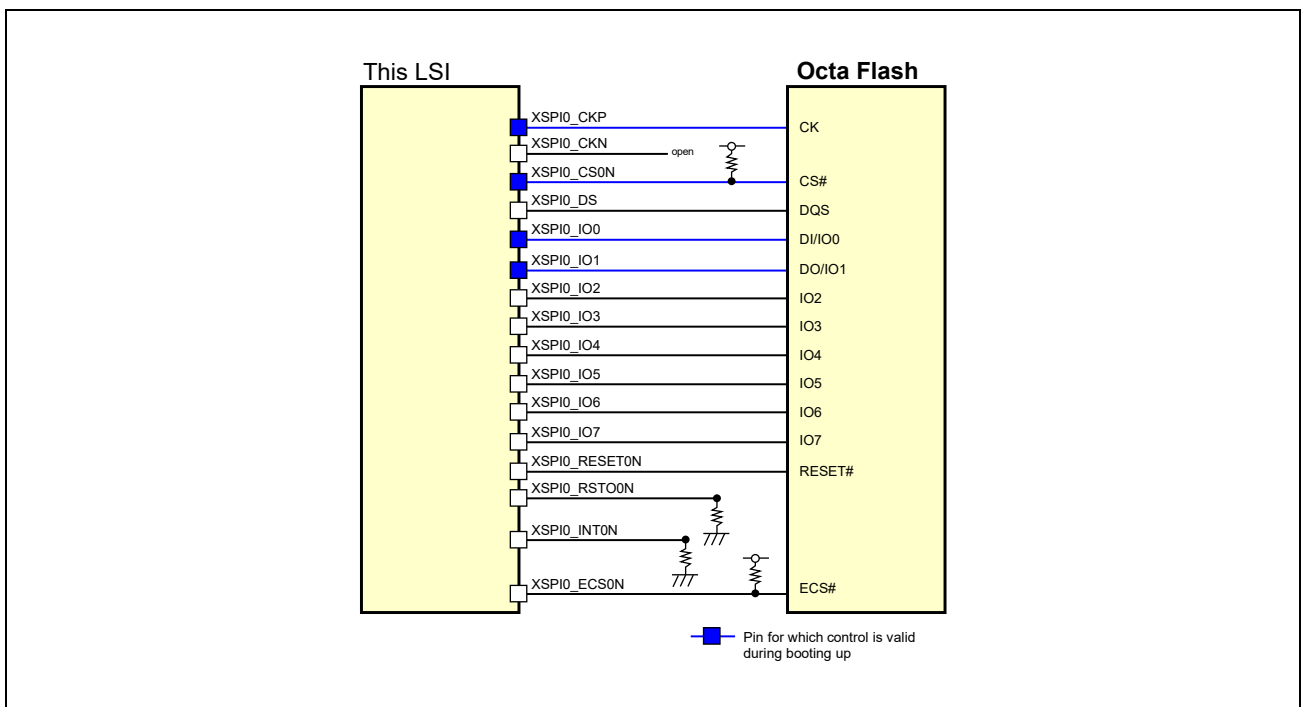 This LSI
Octa Flash
XSPI0_CKP
CK
XSPI0_CKN
open
XSPI0_CS0N
CS#
XSPI0_DS
DQS
XSPI0_IO0
DI/IO0
XSPI0_IO1
DO/IO1
XSPI0_IO2
IO2
XSPI0_IO3
IO3
XSPI0_IO4
IO4
XSPI0_IO5
IO5
XSPI0_IO6
IO6
XSPI0_IO7
IO7
XSPI0_RESET0N
RESET#
XSPI0_RSTO0N
XSPI0_INT0N
XSPI0_ECS0N
ECS#
Pin for which control is valid
during booting up